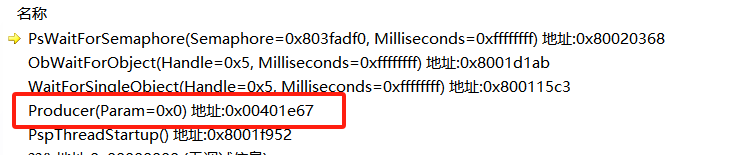 名称
PsWaitForSemaphore(Semaphore=0x803fadf0, Milliseconds=0xffffffff) 地址:0x80020368
ObWaitForObject(Handle=0x5, Milliseconds=0xffffffff) 地址:0x8001d1ab
WaitForSingleObject(Handle=0x5, Milliseconds=0xffffffff) 地址:0x800115c3
Producer(Param=0x0) 地址:0x00401e67
PspThreadStartup() 地址:0x8001f952